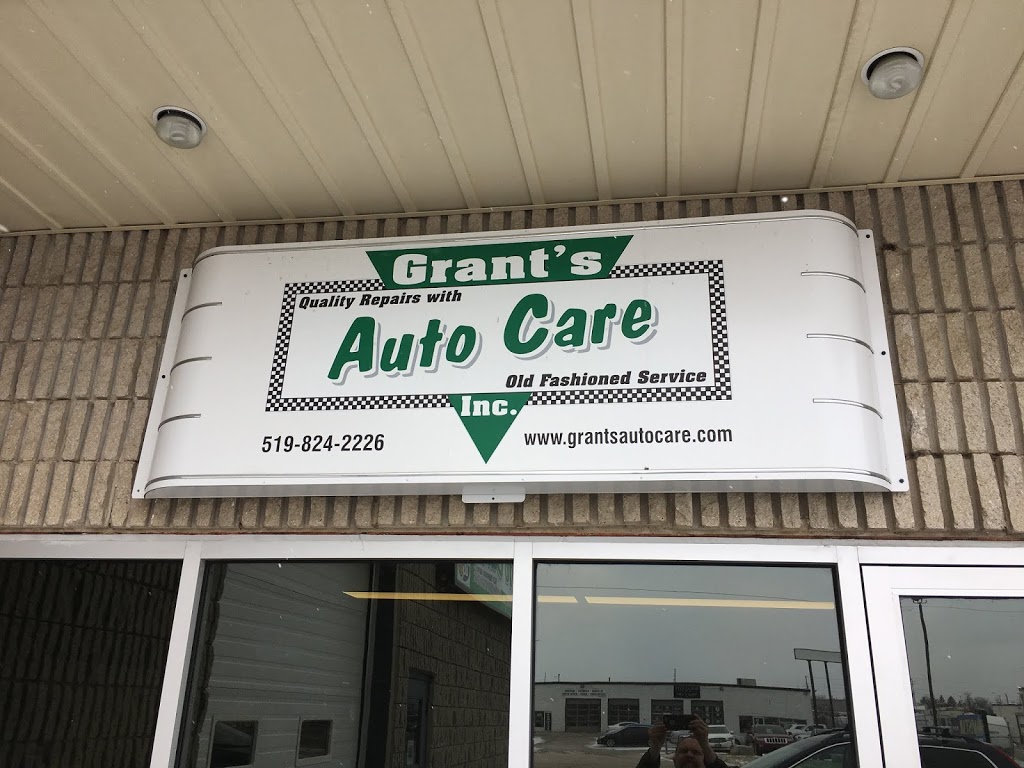 Grant's
Quality Repairs with
Auto Care
Old Fashioned Service
Inc.
519-824-2226
www.grantsautocare.com